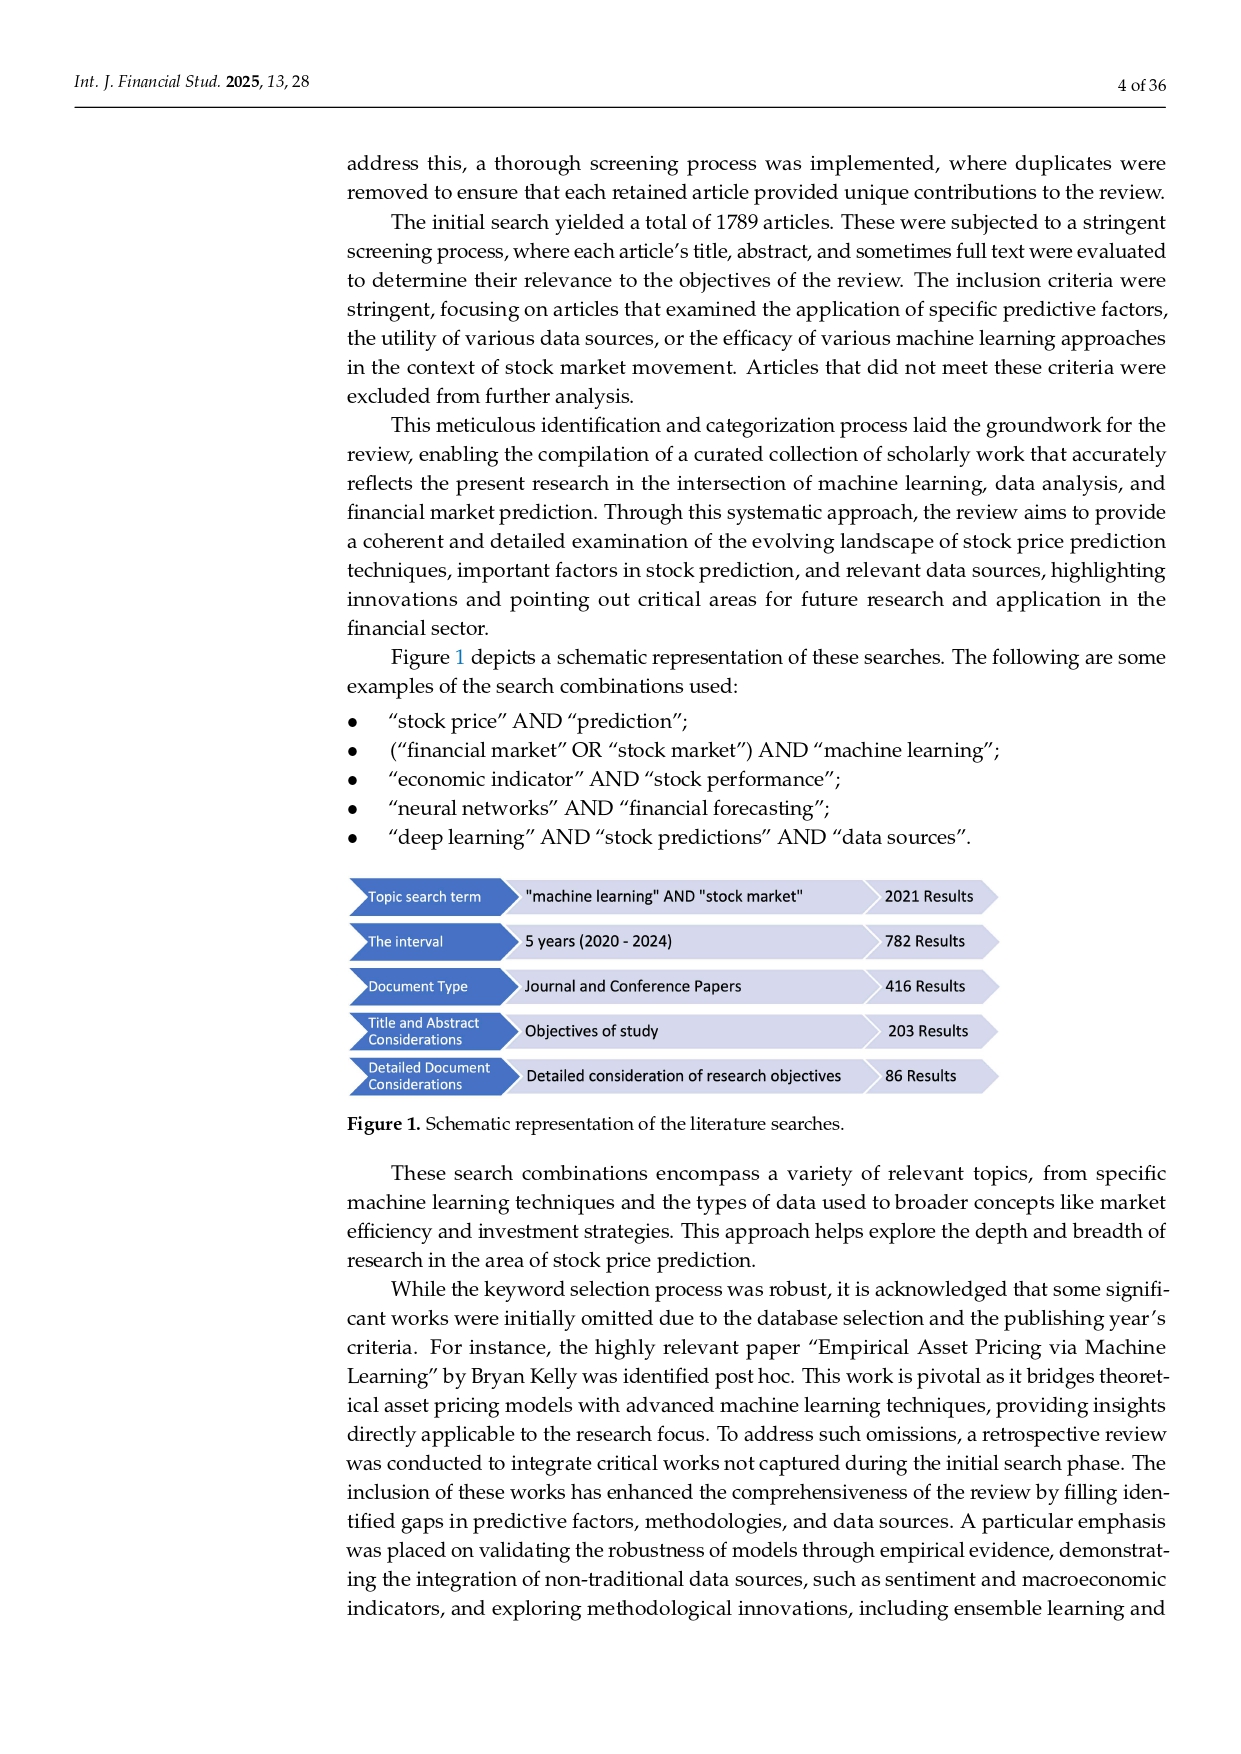 Int. J. Financial Stud. 2025, 13, 28
4 of 36
address this, a thorough screening process was implemented, where duplicates were
removed to ensure that each retained article provided unique contributions to the review.
The initial search yielded a total of 1789 articles. These were subjected to a stringent
screening process, where each article’s title, abstract, and sometimes full text were evaluated
to determine their relevance to the objectives of the review. The inclusion criteria were
stringent, focusing on articles that examined the application of specific predictive factors,
the utility of various data sources, or the efficacy of various machine learning approaches
in the context of stock market movement. Articles that did not meet these criteria were
excluded from further analysis.
This meticulous identification and categorization process laid the groundwork for the
review, enabling the compilation of a curated collection of scholarly work that accurately
reflects the present research in the intersection of machine learning, data analysis, and
financial market prediction. Through this systematic approach, the review aims to provide
a coherent and detailed examination of the evolving landscape of stock price prediction
techniques, important factors in stock prediction, and relevant data sources, highlighting
innovations and pointing out critical areas for future research and application in the
financial sector.
Figure 1 depicts a schematic representation of these searches. The following are some
examples of the search combinations used:
● “stock price” AND “prediction”;
● (“financial market” OR “stock market”) AND “machine learning”;
● “economic indicator” AND “stock performance”;
● “neural networks” AND “financial forecasting”;
● “deep learning” AND “stock predictions” AND “data sources”.
Topic search term "machine learning" AND "stock market" 2021 Results
The interval 5 years (2020 - 2024) 782 Results
Document Type Journal and Conference Papers 416 Results
Title and Abstract
Considerations Objectives of study 203 Results
Detailed Document
Considerations Detailed consideration of research objectives 86 Results
Figure 1. Schematic representation of the literature searches.
These search combinations encompass a variety of relevant topics, from specific
machine learning techniques and the types of data used to broader concepts like market
efficiency and investment strategies. This approach helps explore the depth and breadth of
research in the area of stock price prediction.
While the keyword selection process was robust, it is acknowledged that some signifi-
cant works were initially omitted due to the database selection and the publishing year’s
criteria. For instance, the highly relevant paper “Empirical Asset Pricing via Machine
Learning” by Bryan Kelly was identified post hoc. This work is pivotal as it bridges theoret-
ical asset pricing models with advanced machine learning techniques, providing insights
directly applicable to the research focus. To address such omissions, a retrospective review
was conducted to integrate critical works not captured during the initial search phase. The
inclusion of these works has enhanced the comprehensiveness of the review by filling iden-
tified gaps in predictive factors, methodologies, and data sources. A particular emphasis
was placed on validating the robustness of models through empirical evidence, demonstrat-
ing the integration of non-traditional data sources, such as sentiment and macroeconomic
indicators, and exploring methodological innovations, including ensemble learning and